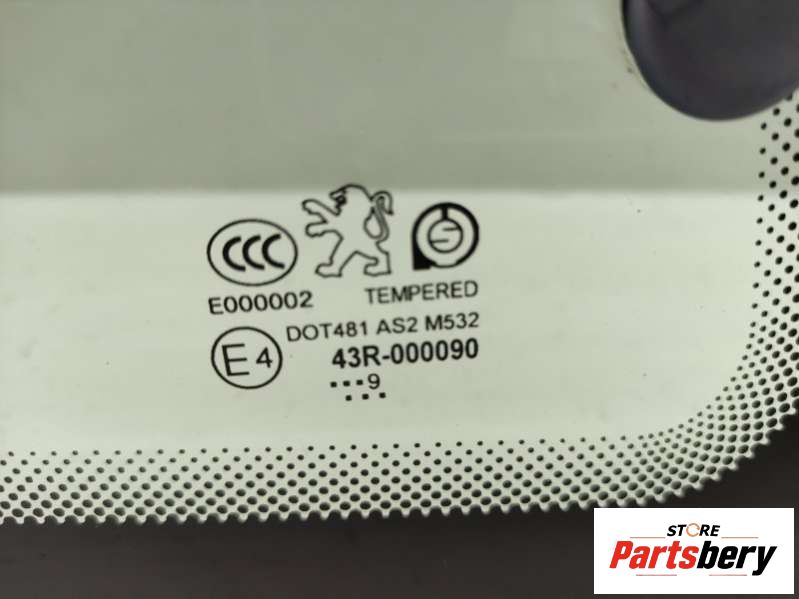 CCC
E000002 TEMPERED
DOT481 AS2 M532
E4 43R-000090
....9
...
STORE
Partsbery